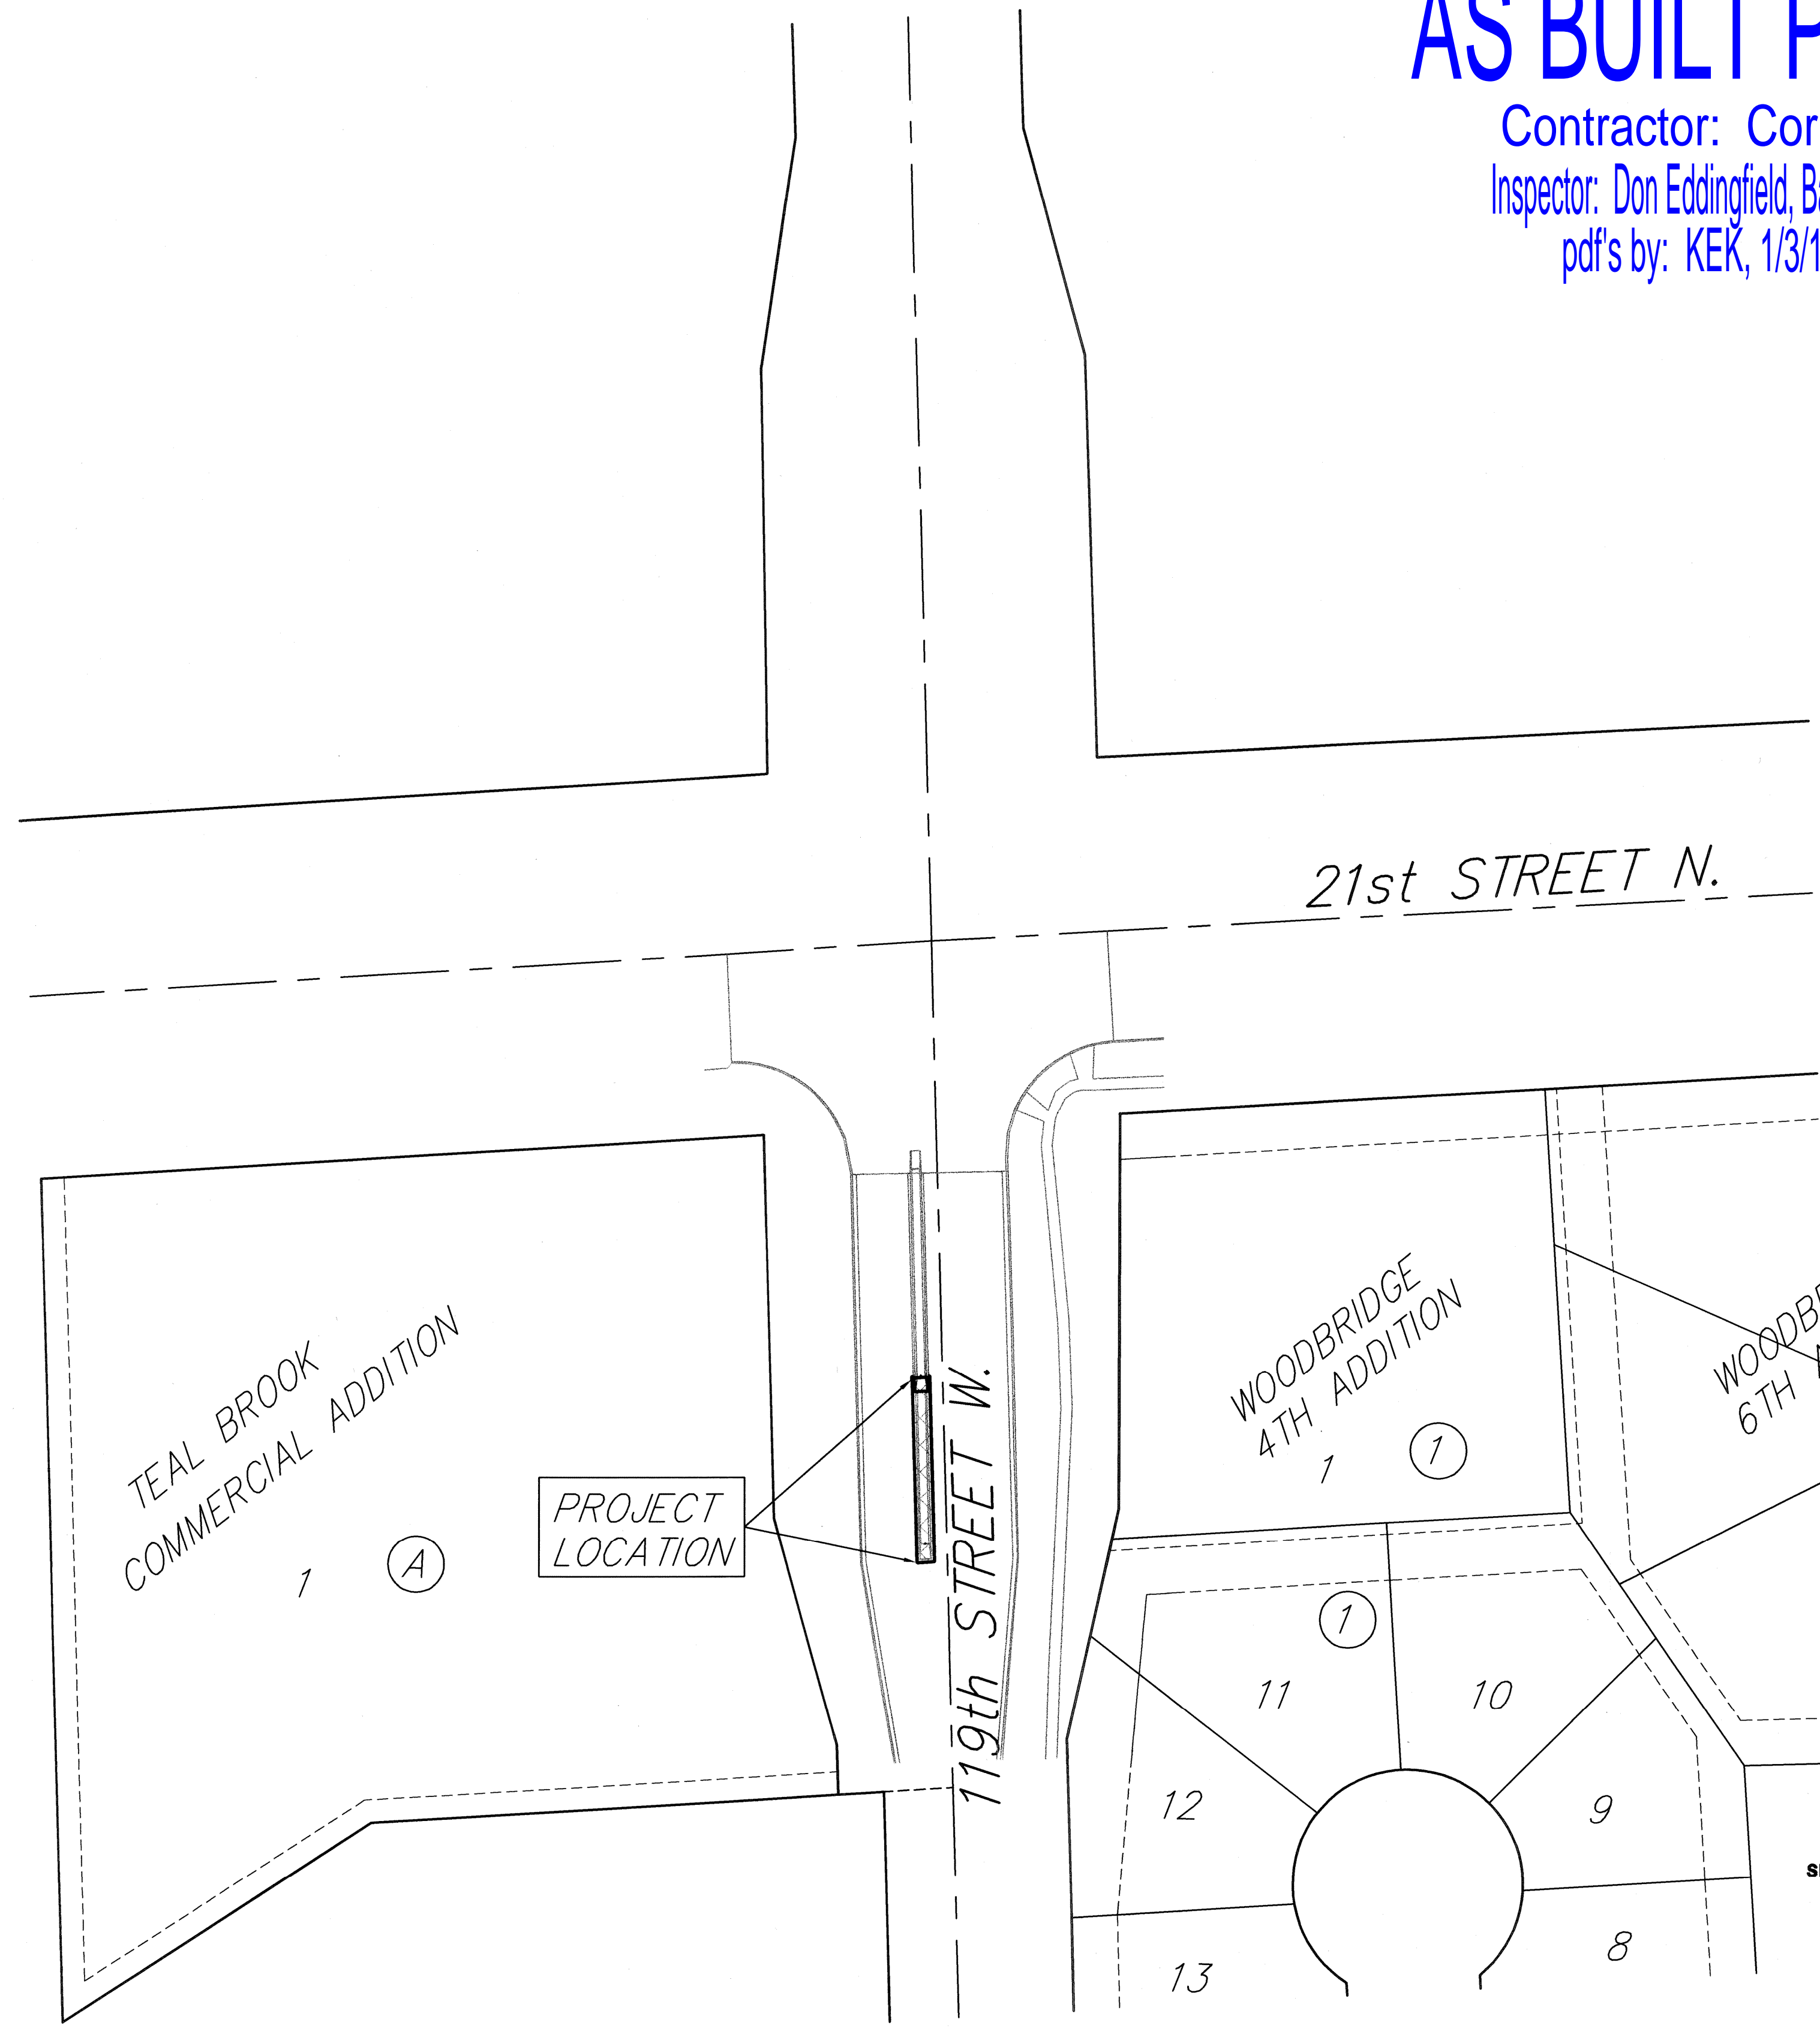 AS BUILT
Contractor:
Inspector: Don Eddingfield,
pdf's by: KEK,
21st STREET N.
TEAL BROOK
COMMERCIAL ADDITION
1 A
PROJECT
LOCATION
119th STREET W.
WOODBRIDGE
4TH ADDITION
1 1
6TH
1
11
10
12
9
13
8